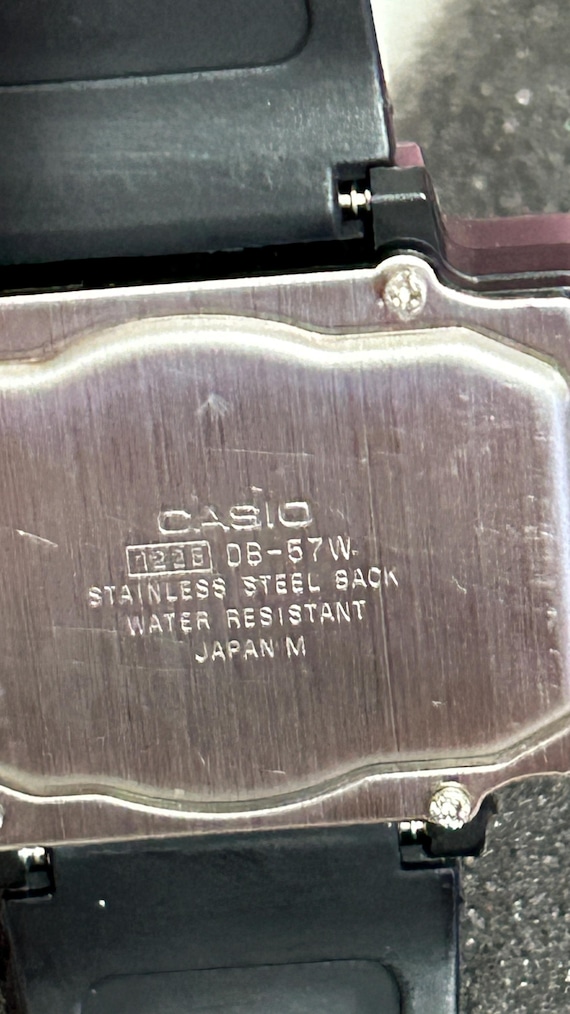 CASIO
1228 DB-57W
STAINLESS STEEL BACK
WATER RESISTANT
JAPAN M